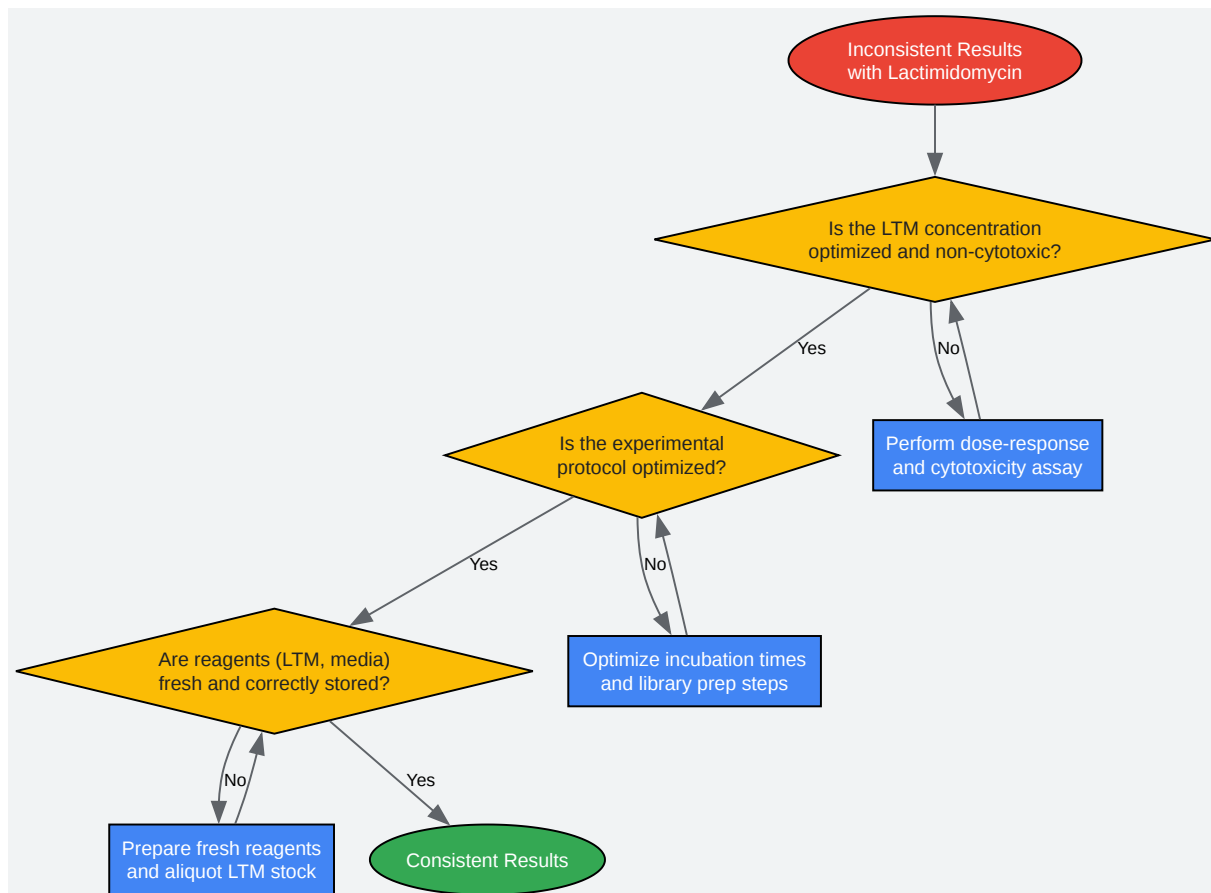 Inconsistent Results
with Lactimidomycin
Is the LTM concentration
optimized and non-cytotoxic?
Yes
No
Is the experimental
protocol optimized?
Perform dose-response
and cytotoxicity assay
Yes
No
Are reagents (LTM, media)
fresh and correctly stored?
Optimize incubation times
and library prep steps
No
Yes
Prepare fresh reagents
and aliquot LTM stock
Consistent Results